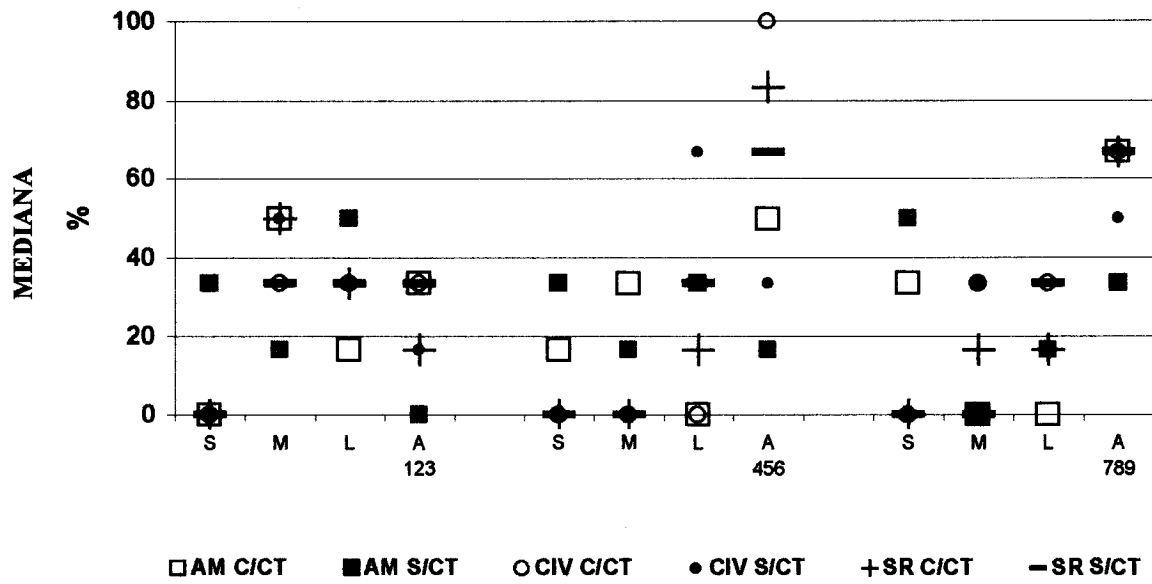 100
80
60
40
20
0
MEDIANA
%
S M L A S M L A S M L A
123 456 789
AM C/CT AM S/CT CIV C/CT CIV S/CT SR C/CT SR S/CT